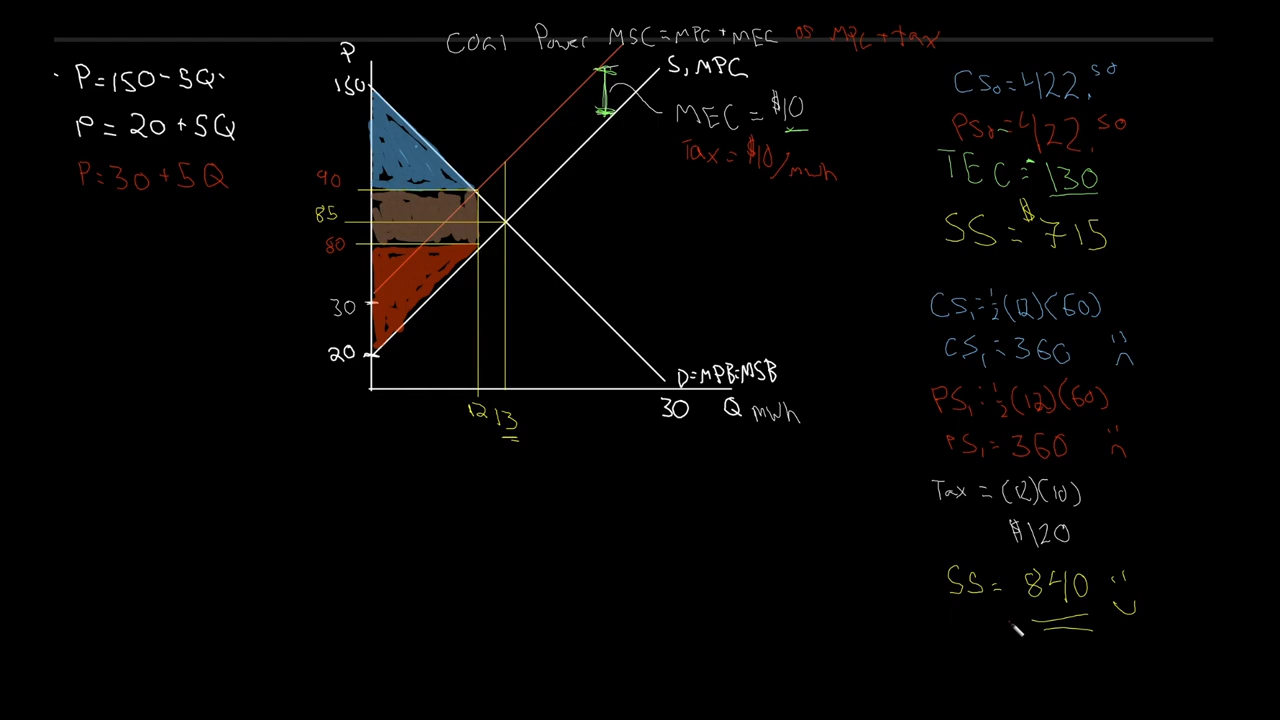 Coal Power MSC=MPC+MEC or MPC+tax
P=150-5Q
P=20+5Q
P=30+5Q
P
150
90
85
80
30
20
S, MPC
MEC = $10
Tax = $10/mwh
D=MPB=MSB
12 13
30 Q mwh
CS₀=422.50
PS₀=422.50
TEC=130
SS=$715
CS₁=½(12)(60)
CS₁=360
PS₁=½(12)(60)
PS₁=360
Tax = (12)(10)
$120
SS= 840